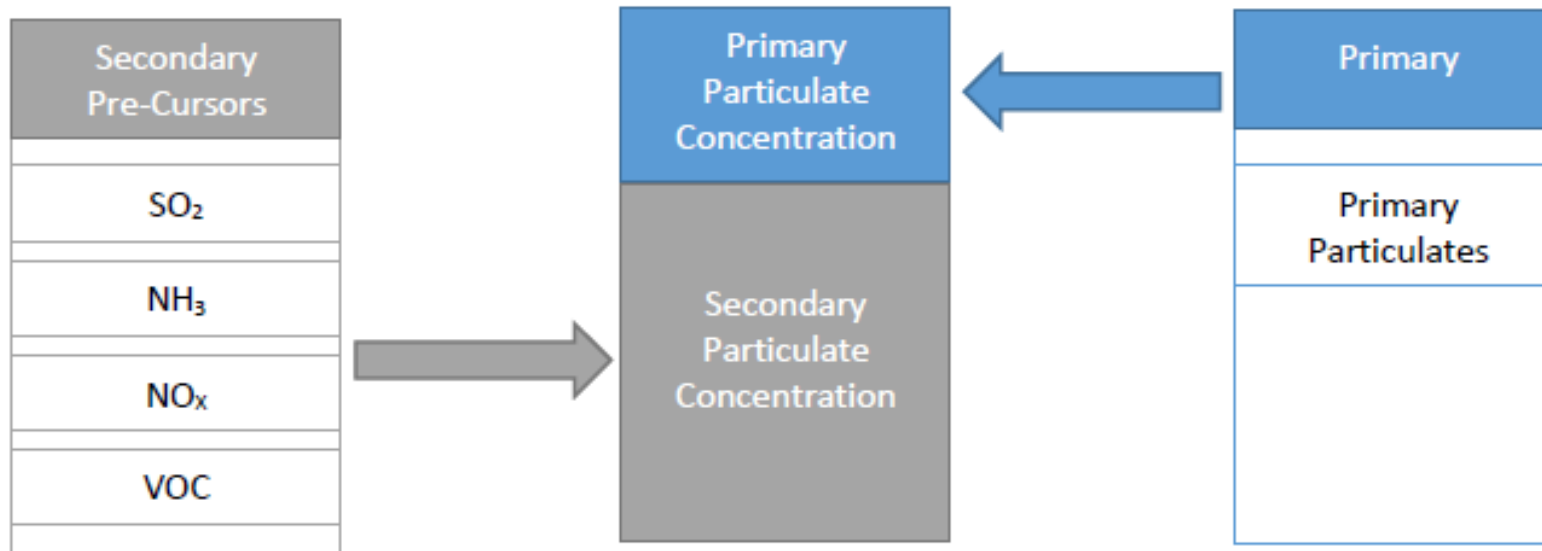 Secondary
Pre-Cursors
SO₂
NH₃
NOₓ
VOC
Primary
Particulate
Concentration
Secondary
Particulate
Concentration
Primary
Primary
Particulates